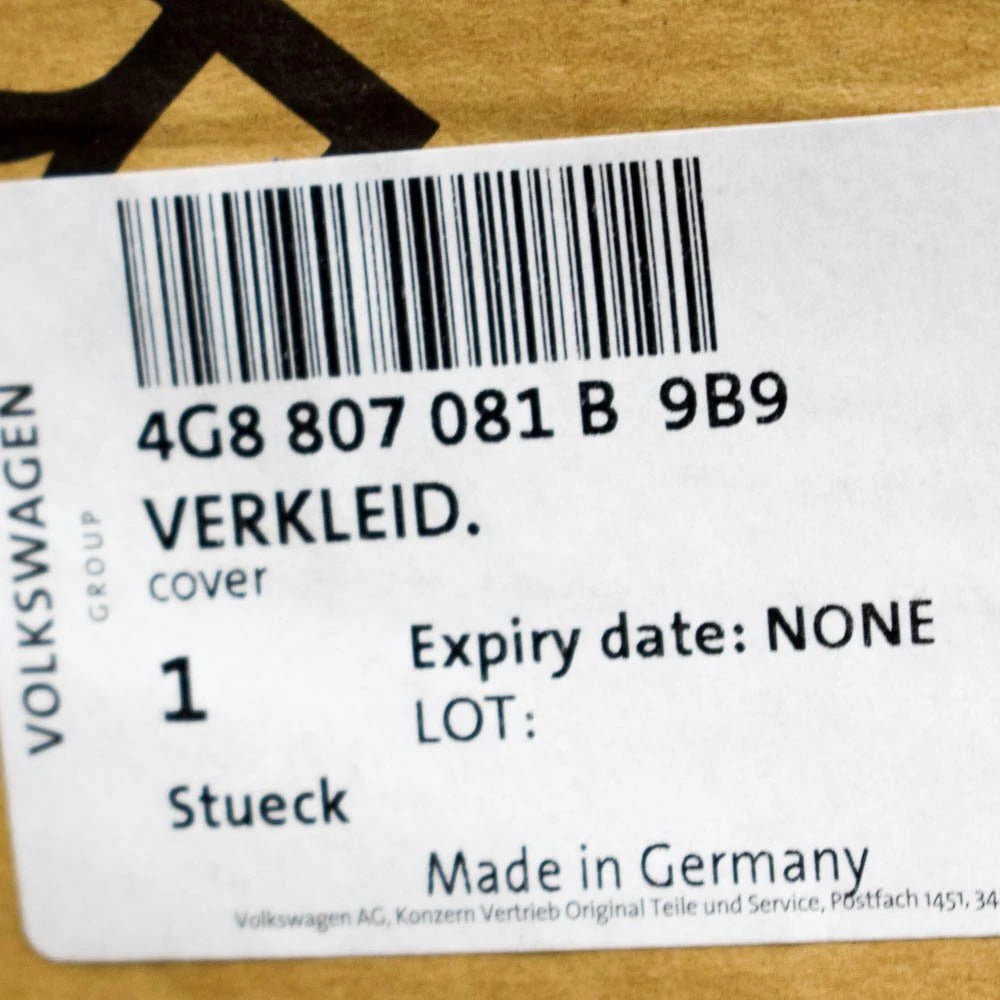 4G8 807 081 B 9B9
VERKLEID.
cover
1
Expiry date: NONE
LOT:
Stueck
Made in Germany
Volkswagen AG, Konzern Vertrieb Original Teile und Service, Postfach 1451, 34
VOLKSWAGEN
GROUP